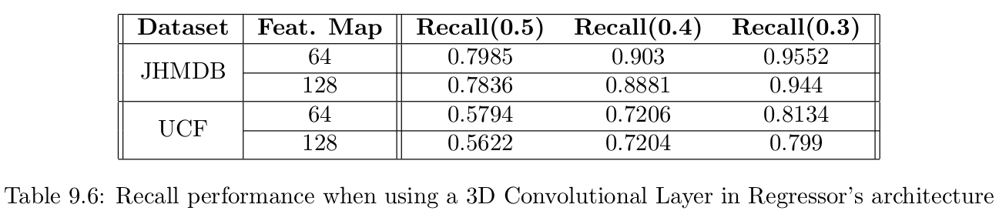 Dataset Feat. Map Recall(0.5) Recall(0.4) Recall(0.3)
JHMDB 64 0.7985 0.903 0.9552
128 0.7836 0.8881 0.944
UCF 64 0.5794 0.7206 0.8134
128 0.5622 0.7204 0.799
Table 9.6: Recall performance when using a 3D Convolutional Layer in Regressor's architecture